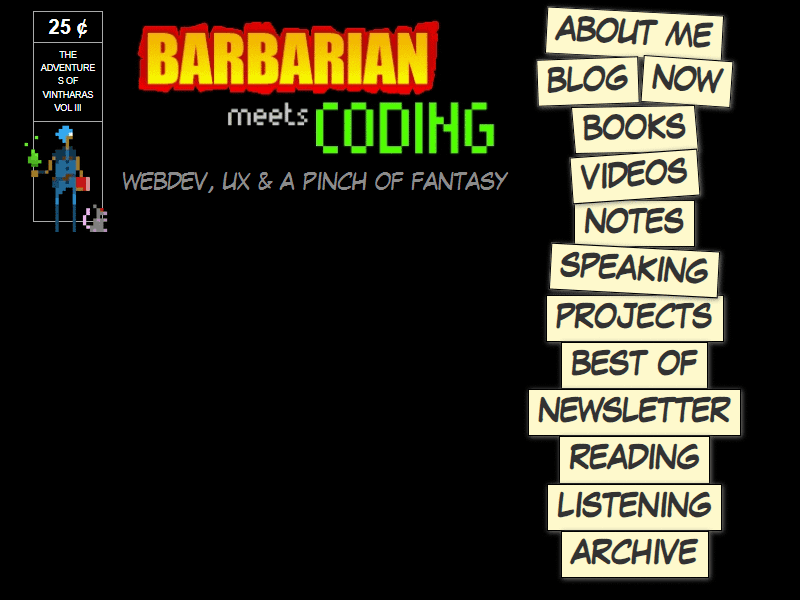 25 ¢
THE
ADVENTURE
S OF
VINTHARAS
VOL III
BARBARIAN
meets CODING
WEBDEV, UX & A PINCH OF FANTASY
ABOUT ME
BLOG NOW
BOOKS
VIDEOS
NOTES
SPEAKING
PROJECTS
BEST OF
NEWSLETTER
READING
LISTENING
ARCHIVE